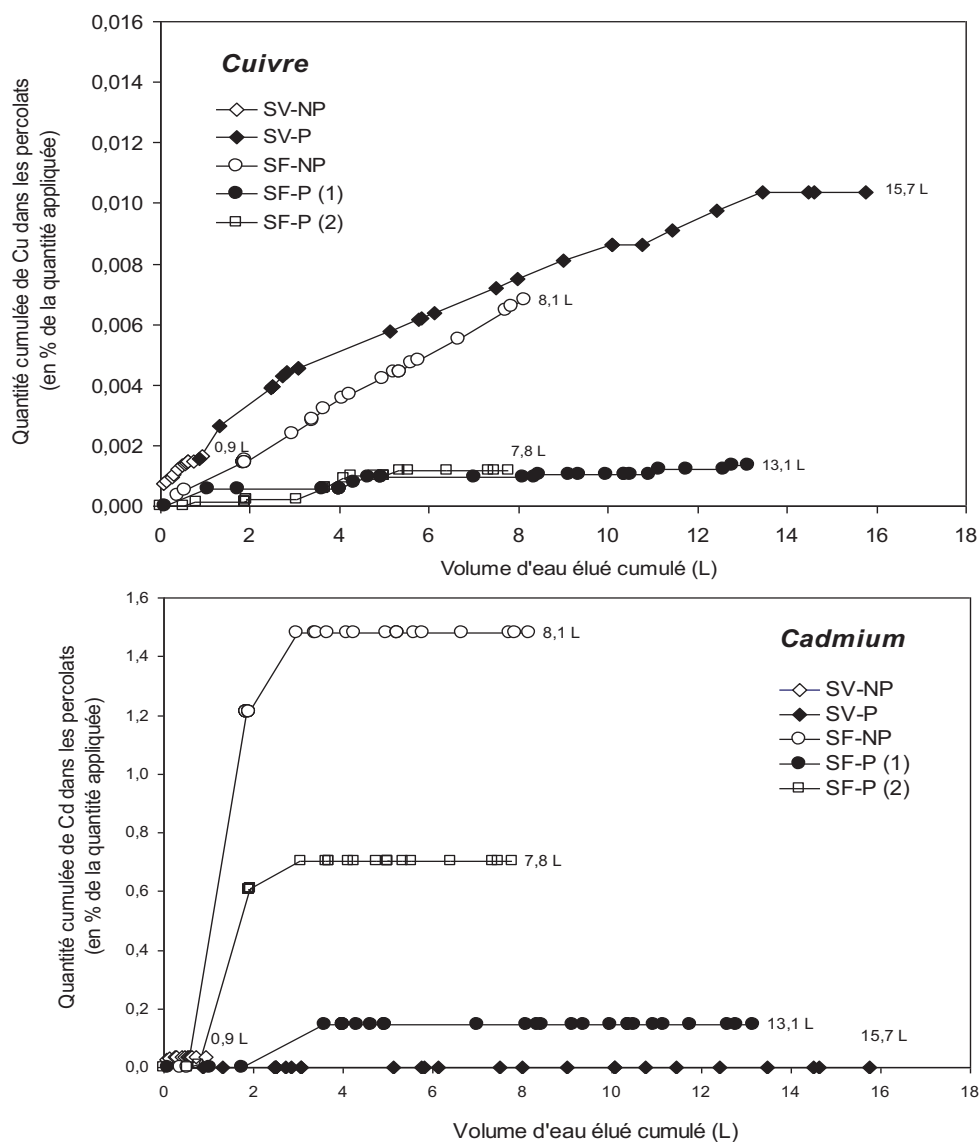 Quantité cumulée de Cu dans les percolats
(en % de la quantité appliquée)
0,016
0,014
0,012
0,010
0,008
0,006
0,004
0,002
0,000
Cuivre
SV-NP
SV-P
SF-NP
SF-P (1)
SF-P (2)
15,7 L
8,1 L
0,9 L
7,8 L
13,1 L
0 2 4 6 8 10 12 14 16 18
Volume d'eau élué cumulé (L)
Quantité cumulée de Cd dans les percolats
(en % de la quantité appliquée)
1,6
1,4
1,2
1,0
0,8
0,6
0,4
0,2
0,0
Cadmium
SV-NP
SV-P
SF-NP
SF-P (1)
SF-P (2)
8,1 L
7,8 L
0,9 L
13,1 L
15,7 L
0 2 4 6 8 10 12 14 16 18
Volume d'eau élué cumulé (L)